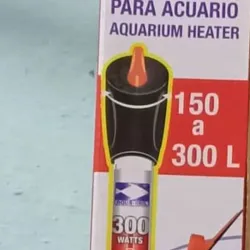 PARA ACUARIO
AQUARIUM HEATER
150
a
300 L
300
WATTS